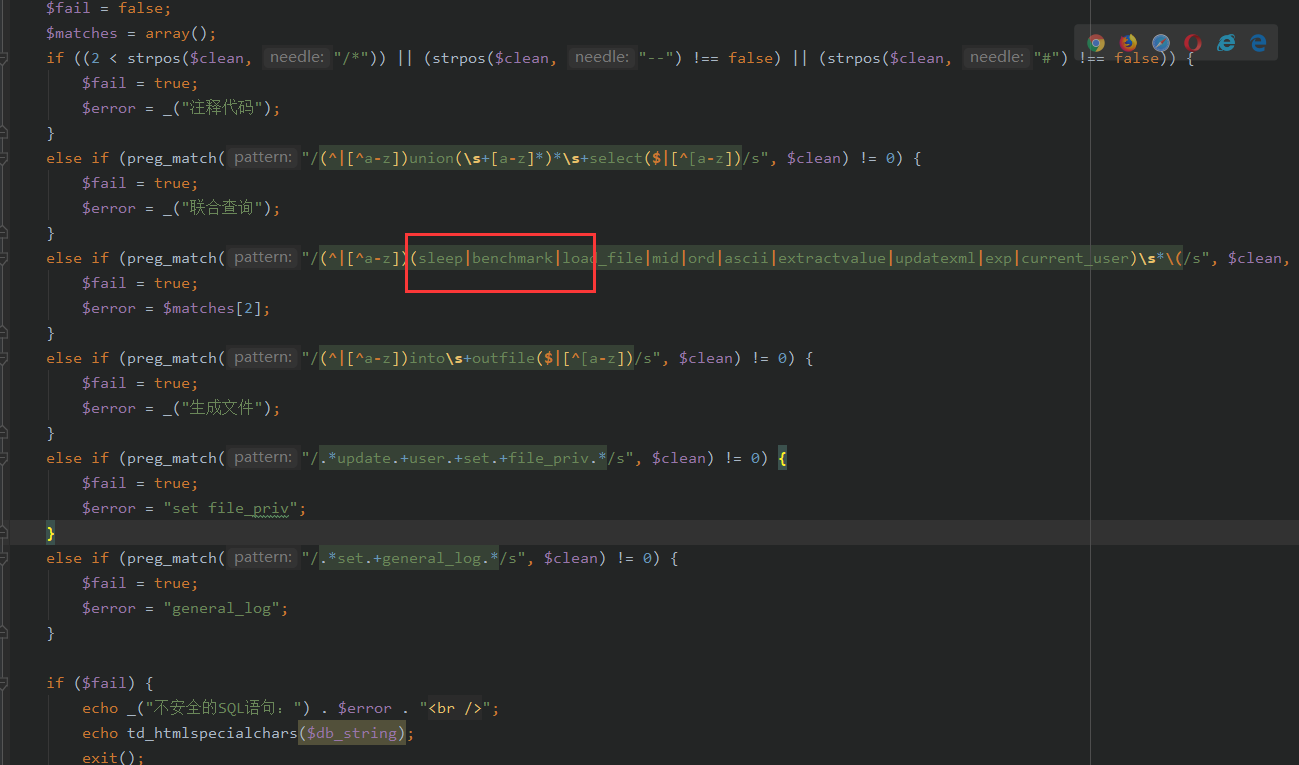 $fail = false;
$matches = array();
if ((2 < strpos($clean, needle: "/*")) || (strpos($clean, needle: "--") !== false) || (strpos($clean, needle: "#") !== false)) {
$fail = true;
$error = _("注释代码");
}
else if (preg_match( pattern: "/(^|[^a-z])union(\s+[a-z]*)*\s+select($|[^[a-z])/s", $clean) != 0) {
$fail = true;
$error = _("联合查询");
}
else if (preg_match( pattern: "/(^|[^a-z])(sleep|benchmark|load_file|mid|ord|ascii|extractvalue|updatexml|exp|current_user)\s*\(/s", $clean,
$fail = true;
$error = $matches[2];
}
else if (preg_match( pattern: "/(^|[^a-z])into\s+outfile($|[^[a-z])/s", $clean) != 0) {
$fail = true;
$error = _("生成文件");
}
else if (preg_match( pattern: "/.*update.+user.+set.+file_priv.*/s", $clean) != 0) {
$fail = true;
$error = "set file_priv";
}
else if (preg_match( pattern: "/.*set.+general_log.*/s", $clean) != 0) {
$fail = true;
$error = "general_log";
}
if ($fail) {
echo _("不安全的SQL语句：") . $error . "<br />";
echo td_htmlspecialchars($db_string);
exit();